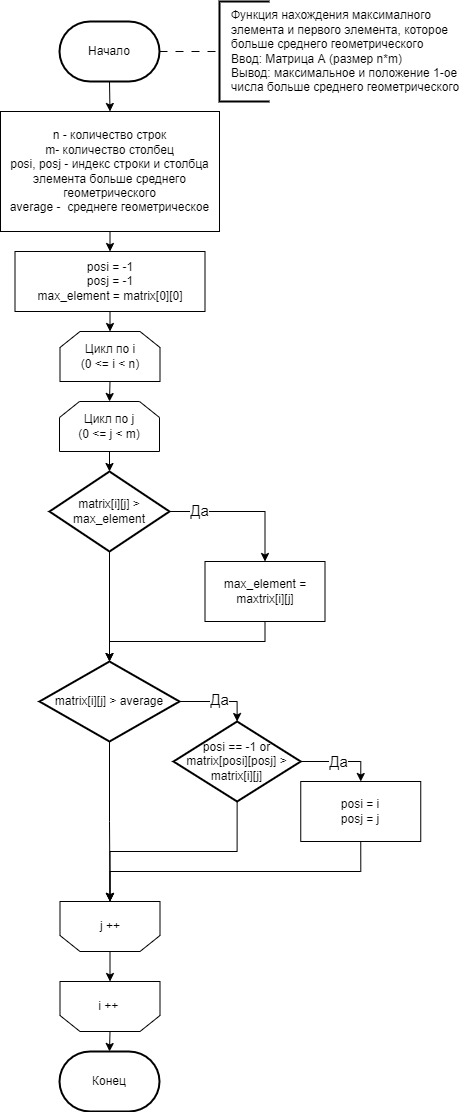 Начало
Функция нахождения максималного
элемента и первого элемента, которое
больше среднего геометрического
Ввод: Матрица А (размер n*m)
Вывод: максимальное и положение 1-ое
числа больше среднего геометрического
n - количество строк
m- количество столбец
posi, posj - индекс строки и столбца
элемента больше среднего
геометрического
average - среднеге геометрическое
posi = -1
posj = -1
max_element = matrix[0][0]
Цикл по i
(0 <= i < n)
Цикл по j
(0 <= j < m)
matrix[i][j] >
max_element
Да
max_element =
maxtrix[i][j]
matrix[i][j] > average
Да
posi == -1 or
matrix[posi][posj] >
matrix[i][j]
Да
posi = i
posj = j
j ++
i ++
Конец